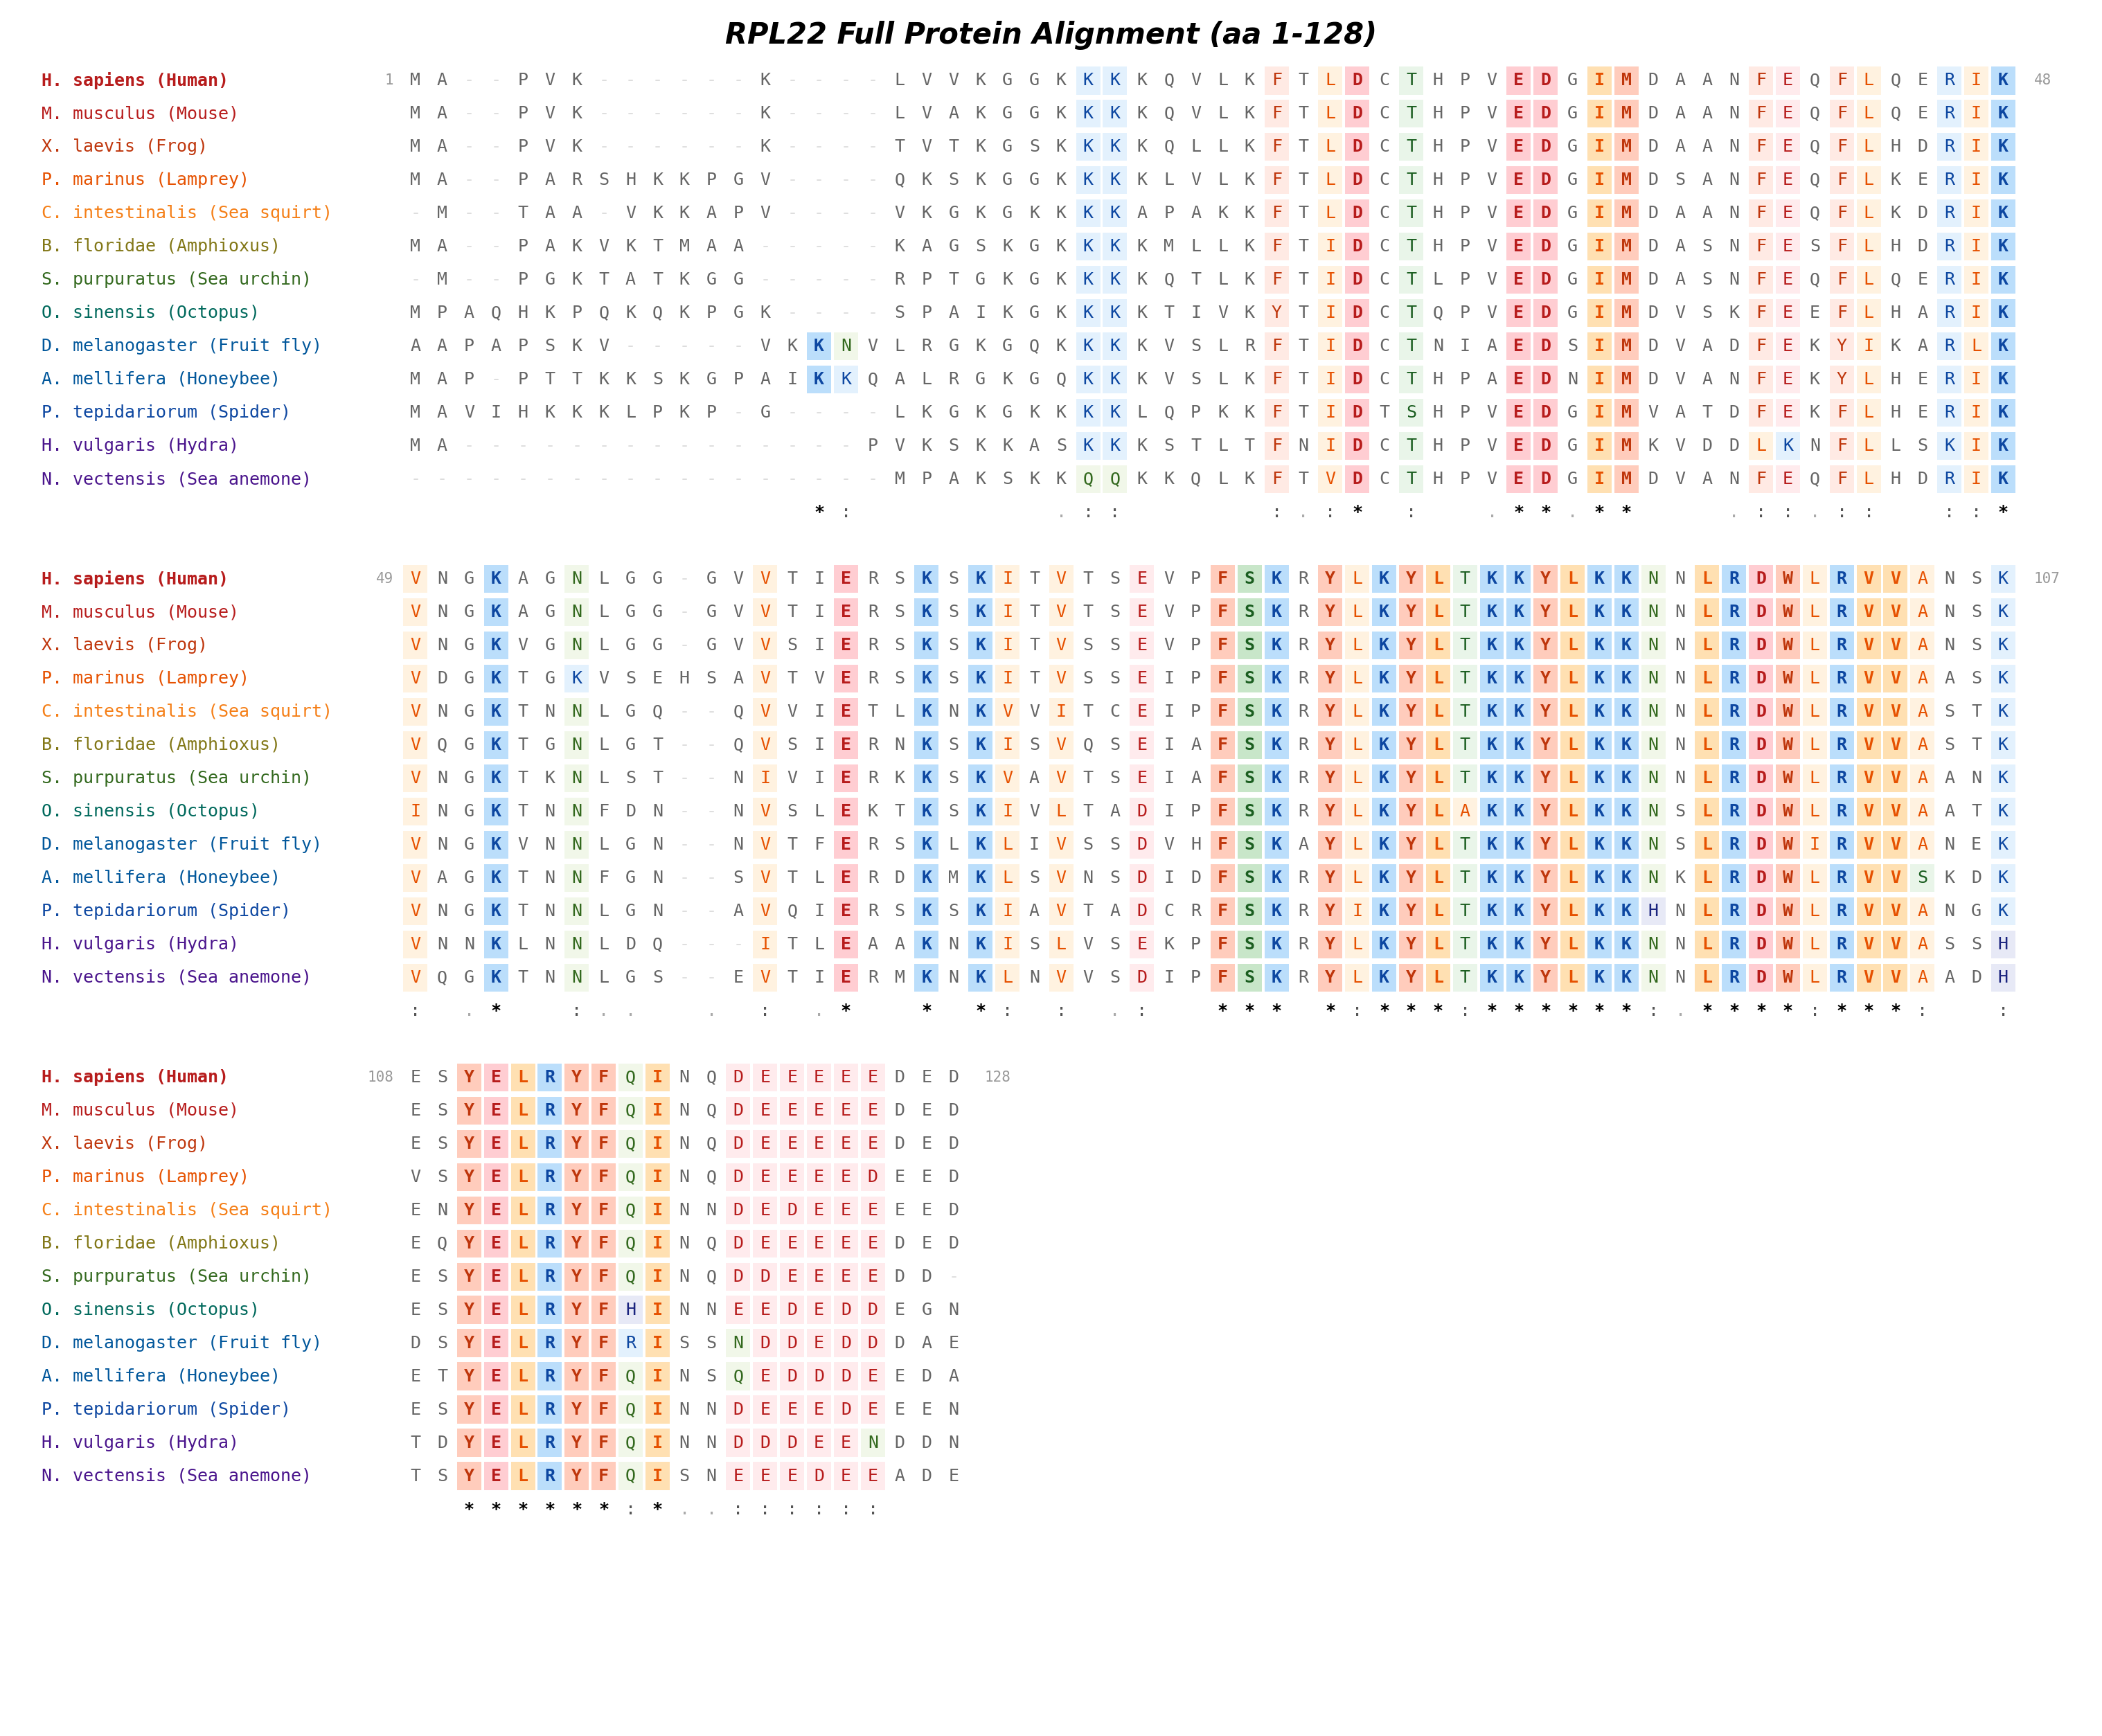 RPL22 Full Protein Alignment (aa 1-128)
H. sapiens (Human) 1 M A - - P V K - - - - - - K - - - - L V V K G G K K K K Q V L K F T L D C T H P V E D G I M D A A N F E Q F L Q E R I K 48
M. musculus (Mouse) M A - - P V K - - - - - - K - - - - L V A K G G K K K K Q V L K F T L D C T H P V E D G I M D A A N F E Q F L Q E R I K
X. laevis (Frog) M A - - P V K - - - - - - K - - - - T V T K G S K K K K Q L L K F T L D C T H P V E D G I M D A A N F E Q F L H D R I K
P. marinus (Lamprey) M A - - P A R S H K K P G V - - - - Q K S K G G K K K K L V L K F T L D C T H P V E D G I M D S A N F E Q F L K E R I K
C. intestinalis (Sea squirt) - M - - T A A - V K K A P V - - - - V K G K G K K K K A P A K K F T L D C T H P V E D G I M D A A N F E Q F L K D R I K
B. floridae (Amphioxus) M A - - P A K V K T M A A - - - - - K A G S K G K K K K M L L K F T I D C T H P V E D G I M D A S N F E S F L H D R I K
S. purpuratus (Sea urchin) - M - - P G K T A T K G G - - - - - R P T G K G K K K K Q T L K F T I D C T L P V E D G I M D A S N F E Q F L Q E R I K
O. sinensis (Octopus) M P A Q H K P Q K Q K P G K - - - - S P A I K G K K K K T I V K Y T I D C T Q P V E D G I M D V S K F E E F L H A R I K
D. melanogaster (Fruit fly) A A P A P S K V - - - - - V K K N V L R G K G Q K K K K V S L R F T I D C T N I A E D S I M D V A D F E K Y I K A R L K
A. mellifera (Honeybee) M A P - P T T K K S K G P A I K K Q A L R G K G Q K K K V S L K F T I D C T H P A E D N I M D V A N F E K Y L H E R I K
P. tepidariorum (Spider) M A V I H K K K L P K P - G - - - - L K G K G K K K K L Q P K K F T I D T S H P V E D G I M V A T D F E K F L H E R I K
H. vulgaris (Hydra) M A - - - - - - - - - - - - - - - P V K S K K A S K K K S T L T F N I D C T H P V E D G I M K V D D L K N F L L S K I K
N. vectensis (Sea anemone) - - - - - - - - - - - - - - - - - - M P A K S K K Q Q K K Q L K F T V D C T H P V E D G I M D V A N F E Q F L H D R I K
* : . : : : . : * : . * * . * * . : : . : : : : *
H. sapiens (Human) 49 V N G K A G N L G G - G V V T I E R S K S K I T V T S E V P F S K R Y L K Y L T K K Y L K K N N L R D W L R V V A N S K 107
M. musculus (Mouse) V N G K A G N L G G - G V V T I E R S K S K I T V T S E V P F S K R Y L K Y L T K K Y L K K N N L R D W L R V V A N S K
X. laevis (Frog) V N G K V G N L G G - G V V S I E R S K S K I T V S S E V P F S K R Y L K Y L T K K Y L K K N N L R D W L R V V A N S K
P. marinus (Lamprey) V D G K T G K V S E H S A V T V E R S K S K I T V S S E I P F S K R Y L K Y L T K K Y L K K N N L R D W L R V V A A S K
C. intestinalis (Sea squirt) V N G K T N N L G Q - - Q V V I E T L K N K V V I T C E I P F S K R Y L K Y L T K K Y L K K N N L R D W L R V V A S T K
B. floridae (Amphioxus) V Q G K T G N L G T - - Q V S I E R N K S K I S V Q S E I A F S K R Y L K Y L T K K Y L K K N N L R D W L R V V A S T K
S. purpuratus (Sea urchin) V N G K T K N L S T - - N I V I E R K K S K V A V T S E I A F S K R Y L K Y L T K K Y L K K N N L R D W L R V V A A N K
O. sinensis (Octopus) I N G K T N N F D N - - N V S L E K T K S K I V L T A D I P F S K R Y L K Y L A K K Y L K K N S L R D W L R V V A A T K
D. melanogaster (Fruit fly) V N G K V N N L G N - - N V T F E R S K L K L I V S S D V H F S K A Y L K Y L T K K Y L K K N S L R D W I R V V A N E K
A. mellifera (Honeybee) V A G K T N N F G N - - S V T L E R D K M K L S V N S D I D F S K R Y L K Y L T K K Y L K K N K L R D W L R V V S K D K
P. tepidariorum (Spider) V N G K T N N L G N - - A V Q I E R S K S K I A V T A D C R F S K R Y I K Y L T K K Y L K K H N L R D W L R V V A N G K
H. vulgaris (Hydra) V N N K L N N L D Q - - - I T L E A A K N K I S L V S E K P F S K R Y L K Y L T K K Y L K K N N L R D W L R V V A S S H
N. vectensis (Sea anemone) V Q G K T N N L G S - - E V T I E R M K N K L N V V S D I P F S K R Y L K Y L T K K Y L K K N N L R D W L R V V A A D H
: . * : . . . : . * * * : : . : * * * * : * * * : * * * * * * : . * * * * : * * * : :
H. sapiens (Human) 108 E S Y E L R Y F Q I N Q D E E E E E D E D 128
M. musculus (Mouse) E S Y E L R Y F Q I N Q D E E E E E D E D
X. laevis (Frog) E S Y E L R Y F Q I N Q D E E E E E D E D
P. marinus (Lamprey) V S Y E L R Y F Q I N Q D E E E E D E E D
C. intestinalis (Sea squirt) E N Y E L R Y F Q I N N D E D E E E E E D
B. floridae (Amphioxus) E Q Y E L R Y F Q I N Q D E E E E E D E D
S. purpuratus (Sea urchin) E S Y E L R Y F Q I N Q D D E E E E D D -
O. sinensis (Octopus) E S Y E L R Y F H I N N E E D E D D E G N
D. melanogaster (Fruit fly) D S Y E L R Y F R I S S N D D E D D D A E
A. mellifera (Honeybee) E T Y E L R Y F Q I N S Q E D D D E E D A
P. tepidariorum (Spider) E S Y E L R Y F Q I N N D E E E D E E E N
H. vulgaris (Hydra) T D Y E L R Y F Q I N N D D D E E N D D N
N. vectensis (Sea anemone) T S Y E L R Y F Q I S N E E E D E E A D E
* * * * * * : * . . : : : : : :